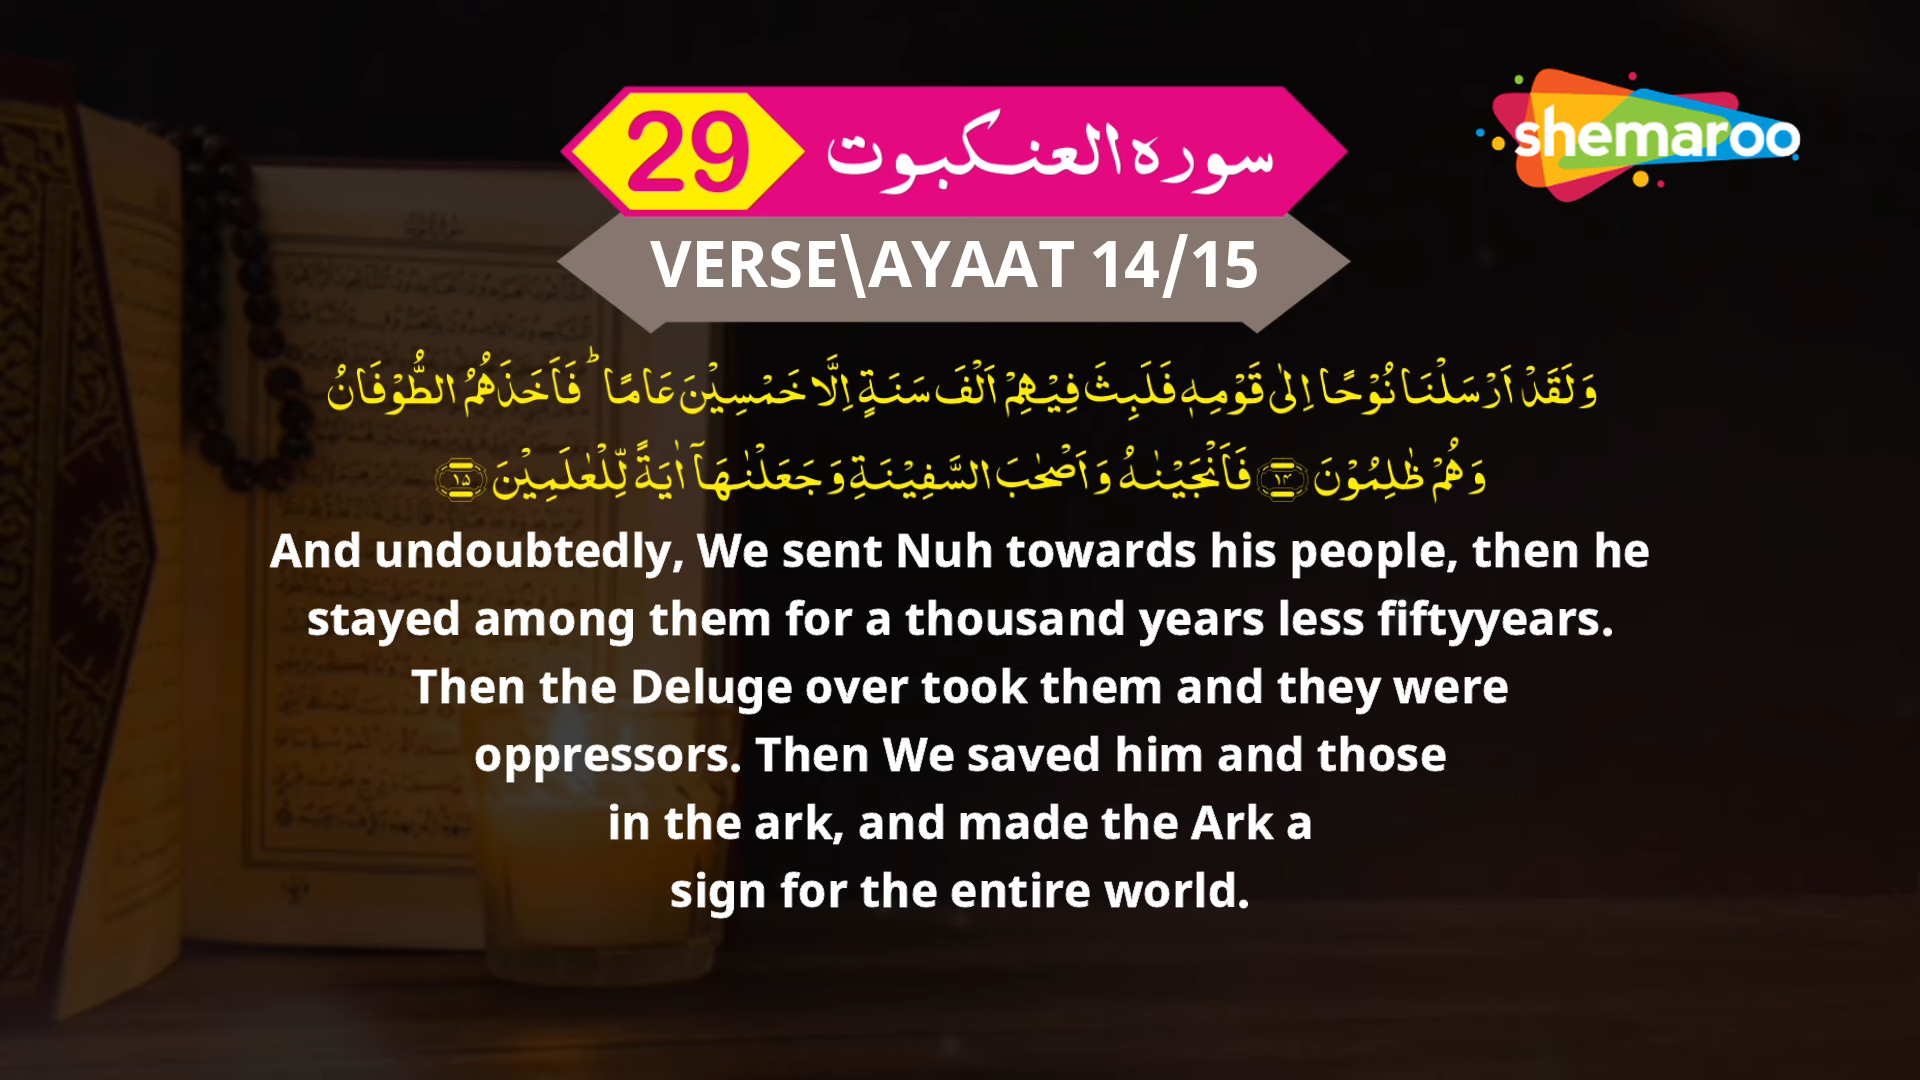 29 سورہ العنكبوت
shemaroo
VERSE\AYAAT 14/15
وَلَقَدْ اَرْسَلْنَا نُوْحًا اِلٰى قَوْمِهٖ فَلَبِثَ فِيْهِمْ اَلْفَ سَنَةٍ اِلَّا خَمْسِيْنَ عَامًا ؕ فَاَخَذَهُمُ الطُّوْفَانُ
وَهُمْ ظٰلِمُوْنَ ۝۱۴ فَاَنْجَيْنٰهُ وَاَصْحٰبَ السَّفِيْنَةِ وَجَعَلْنٰهَاۤ اٰيَةً لِّلْعٰلَمِيْنَ ۝۱۵
And undoubtedly, We sent Nuh towards his people, then he
stayed among them for a thousand years less fiftyyears.
Then the Deluge over took them and they were
oppressors. Then We saved him and those
in the ark, and made the Ark a
sign for the entire world.